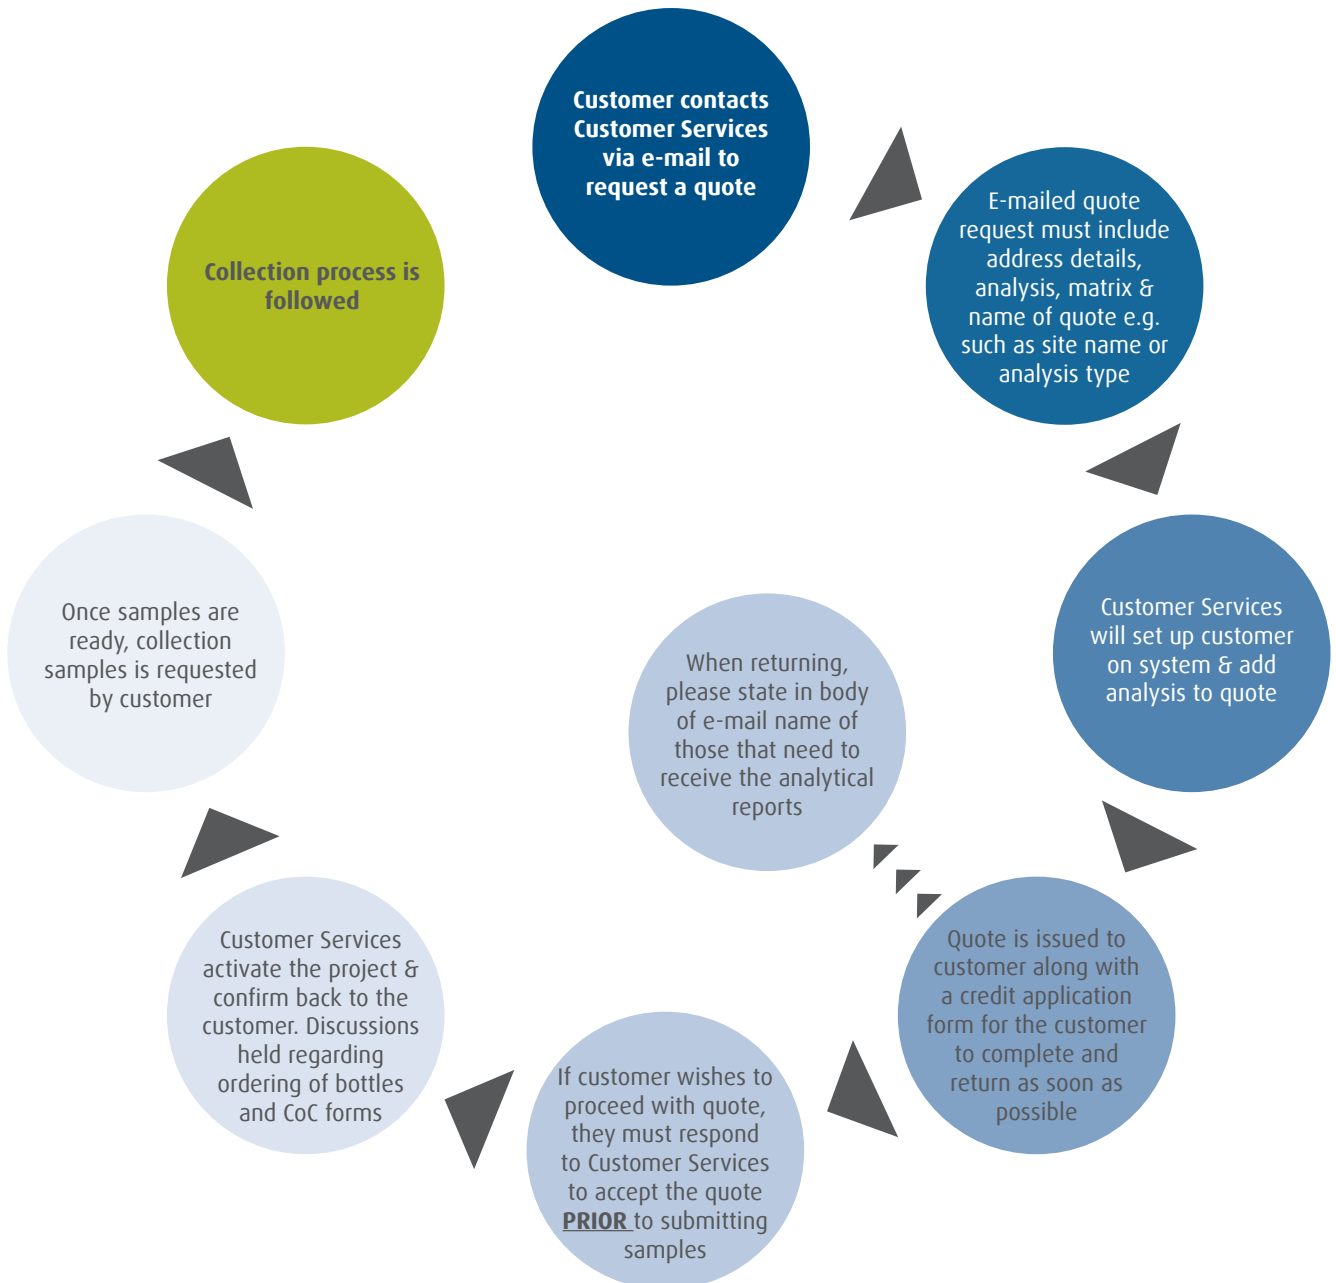 Customer contacts
Customer Services
via e-mail to
request a quote
E-mailed quote
request must include
address details,
analysis, matrix &
name of quote e.g.
such as site name or
analysis type
Customer Services
will set up customer
on system & add
analysis to quote
Quote is issued to
customer along with
a credit application
form for the customer
to complete and
return as soon as
possible
When returning,
please state in body
of e-mail name of
those that need to
receive the analytical
reports
If customer wishes to
proceed with quote,
they must respond
to Customer Services
to accept the quote
PRIOR to submitting
samples
Customer Services
activate the project &
confirm back to the
customer. Discussions
held regarding
ordering of bottles
and CoC forms
Once samples are
ready, collection
samples is requested
by customer
Collection process is
followed